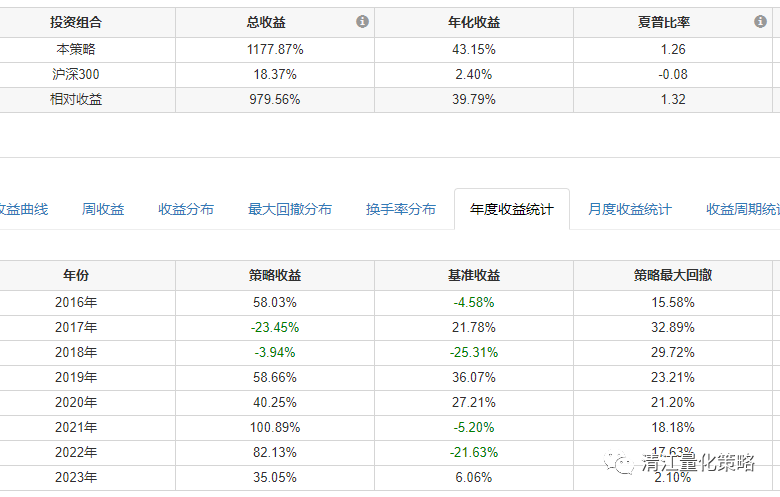 投资组合 总收益 年化收益 夏普比率
本策略 1177.87% 43.15% 1.26
沪深300 18.37% 2.40% -0.08
相对收益 979.56% 39.79% 1.32
收益曲线 周收益 收益分布 最大回撤分布 换手率分布 年度收益统计 月度收益统计 收益周期统计
年份 策略收益 基准收益 策略最大回撤
2016年 58.03% -4.58% 15.58%
2017年 -23.45% 21.78% 32.89%
2018年 -3.94% -25.31% 29.72%
2019年 58.66% 36.07% 23.21%
2020年 40.25% 27.21% 21.20%
2021年 100.89% -5.20% 18.18%
2022年 82.13% -21.63% 17.63%
清江量化策略
2023年 35.05% 6.06% 2.10%